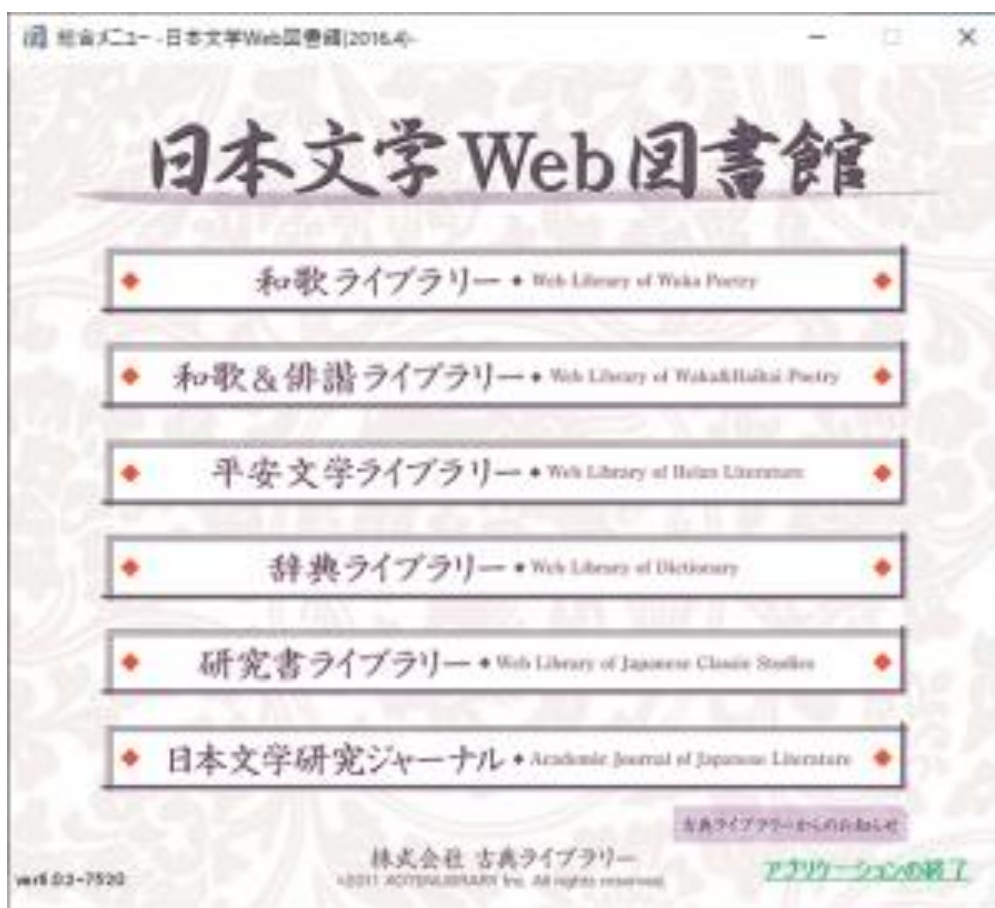 総合メニュー -日本文学Web図書館(2016.4)-
日本文学Web図書館
和歌ライブラリー ◆ Web Library of Waka Poetry
和歌&俳諧ライブラリー ◆ Web Library of Waka&Haikai Poetry
平安文学ライブラリー ◆ Web Library of Heian Literature
辞典ライブラリー ◆ Web Library of Dictionary
研究書ライブラリー ◆ Web Library of Japanese Classic Studies
日本文学研究ジャーナル ◆ Academic Journal of Japanese Literature
古典ライブラリーからのお知らせ
株式会社 古典ライブラリー
©2011 KOTENLIBRARY Inc. All rights reserved.
アプリケーションの終了